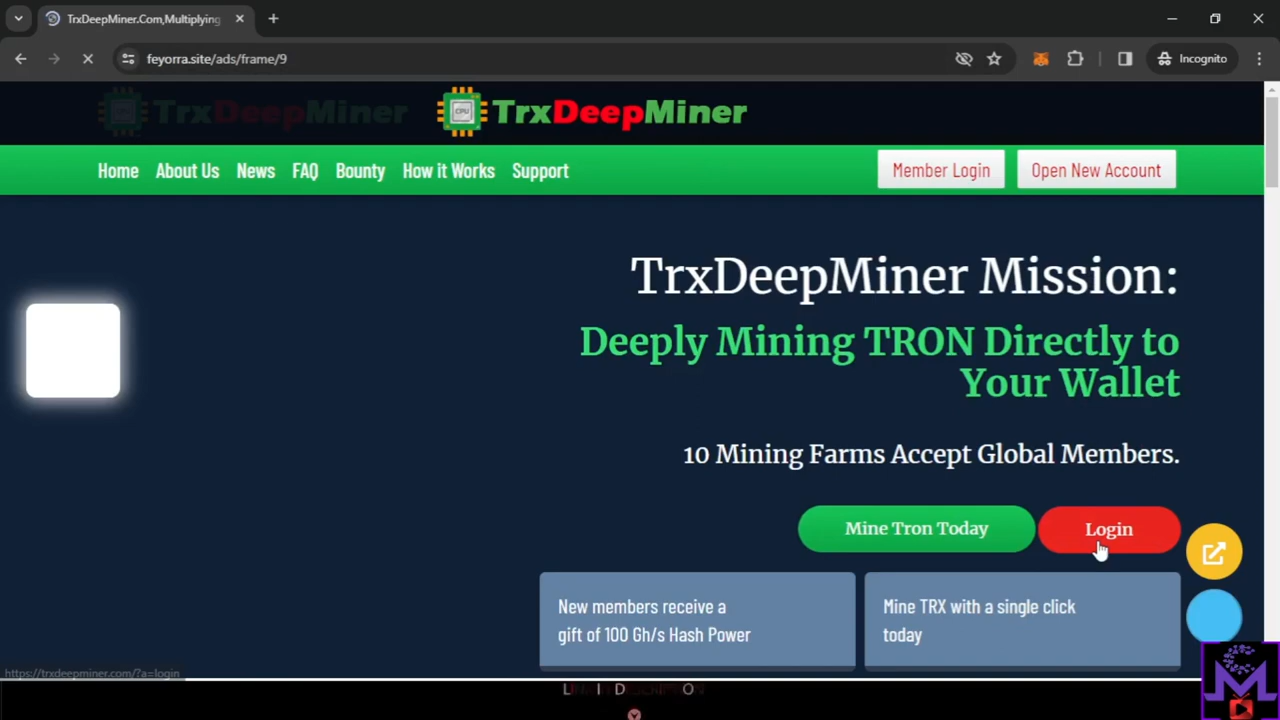 TrxDeepMiner.Com,Multiplying
feyorra.site/ads/frame/9
Incognito
TrxDeepMiner
CPU TrxDeepMiner
Home About Us News FAQ Bounty How it Works Support
Member Login Open New Account
TrxDeepMiner Mission:
Deeply Mining TRON Directly to
Your Wallet
10 Mining Farms Accept Global Members.
Mine Tron Today Login
New members receive a
gift of 100 Gh/s Hash Power
Mine TRX with a single click
today
https://trxdeepminer.com/?a=login